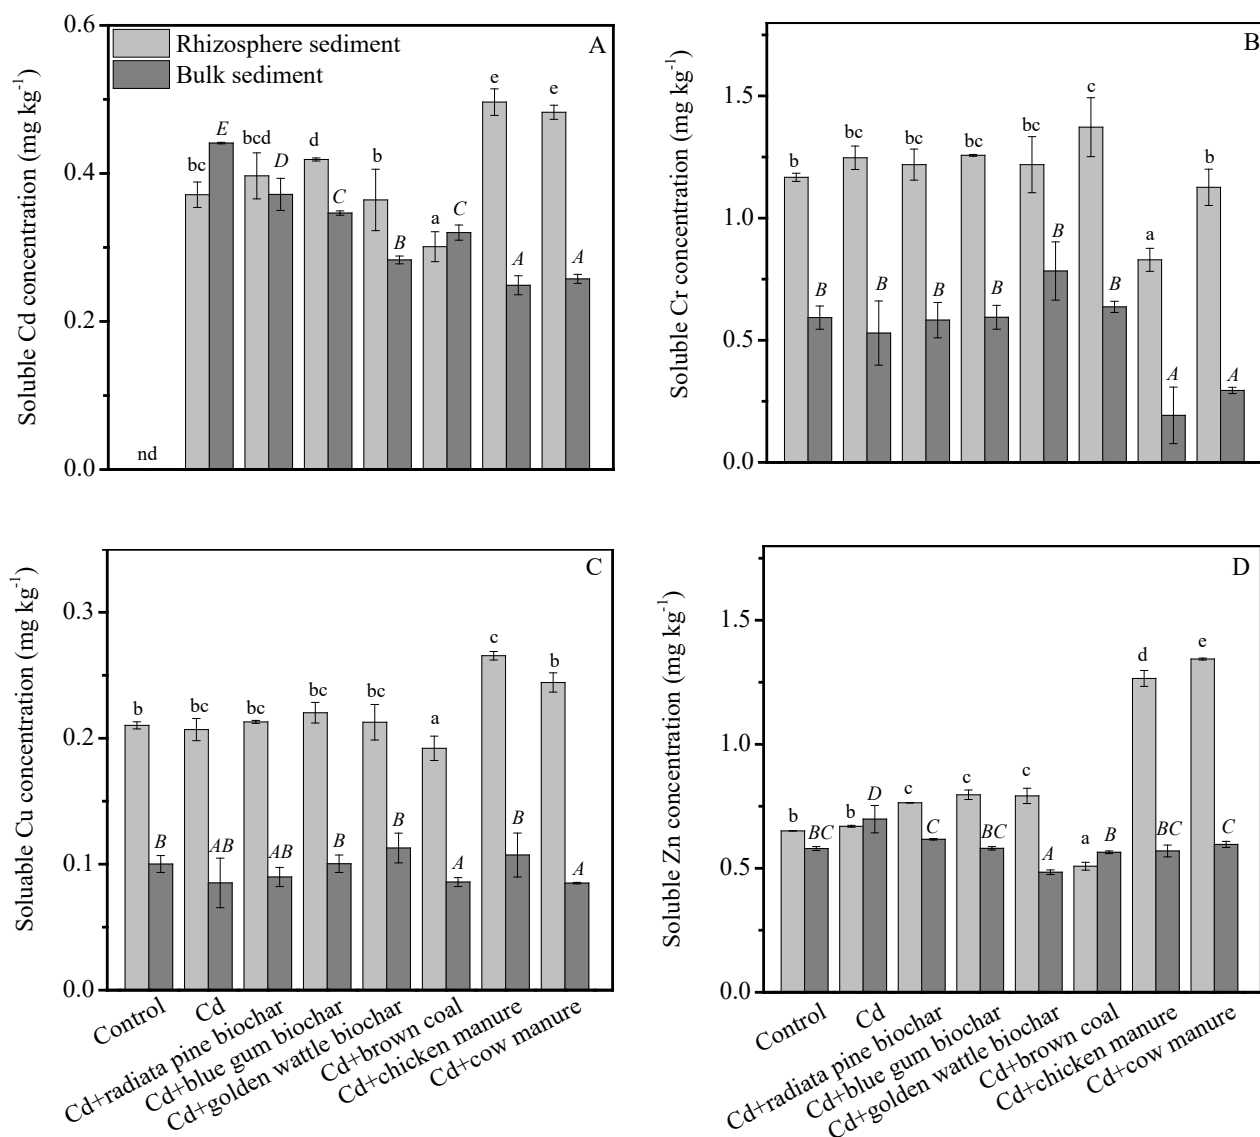 0.6
0.4
0.2
0.0
Soluble Cd concentration (mg kg-1)
Rhizosphere sediment
Bulk sediment
A
nd
bc
E
bcd
D
d
C
b
B
a
C
e
A
e
A
1.5
1.0
0.5
0.0
Soluble Cr concentration (mg kg-1)
B
b
B
bc
B
bc
B
bc
B
bc
B
c
B
a
A
b
A
0.3
0.2
0.1
0.0
Soluable Cu concentration (mg kg-1)
C
b
B
bc
AB
bc
AB
bc
B
bc
B
a
A
c
B
b
A
Control
Cd
Cd+radiata pine biochar
Cd+blue gum biochar
Cd+golden wattle biochar
Cd+brown coal
Cd+chicken manure
Cd+cow manure
1.5
1.0
0.5
0.0
Soluble Zn concentration (mg kg-1)
D
b
BC
b
D
c
C
c
BC
c
A
a
B
d
BC
e
C
Control
Cd
Cd+radiata pine biochar
Cd+blue gum biochar
Cd+golden wattle biochar
Cd+brown coal
Cd+chicken manure
Cd+cow manure